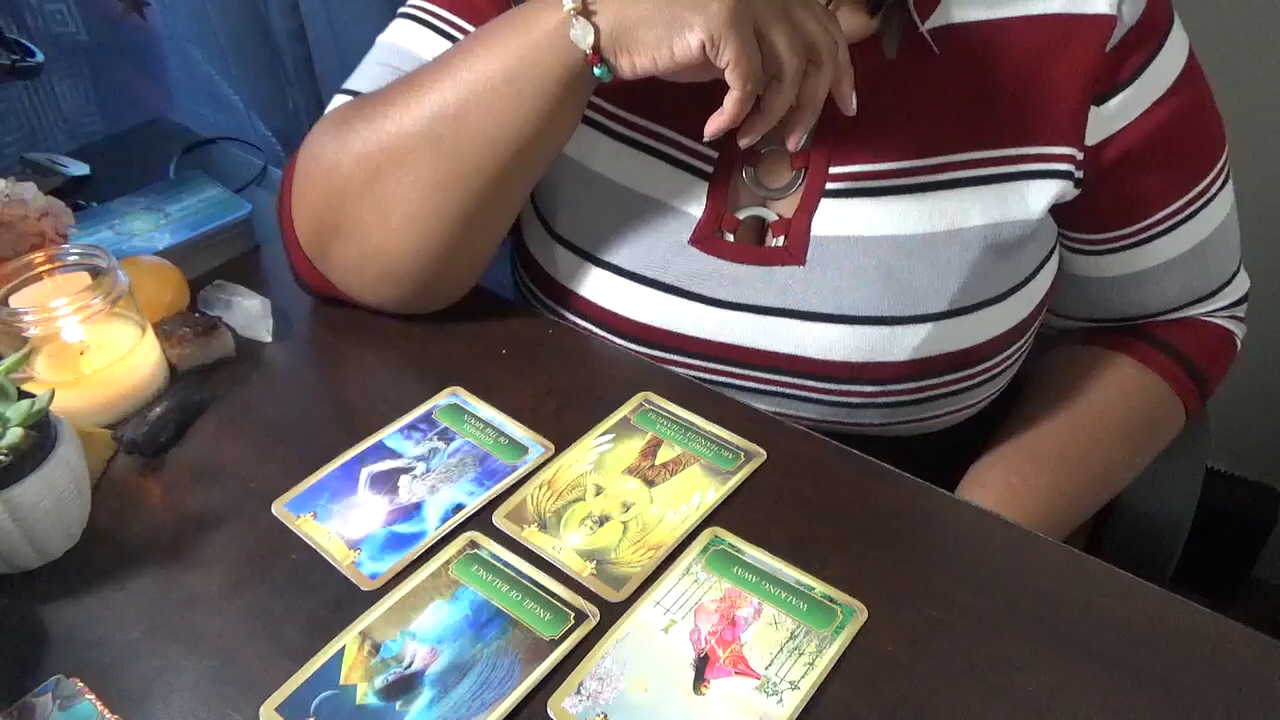 GODDESS
OF THE MOON
THIRD CHAKRA
ARCHANGEL CHAMUEL
ANGEL OF BALANCE
WALKING AWAY